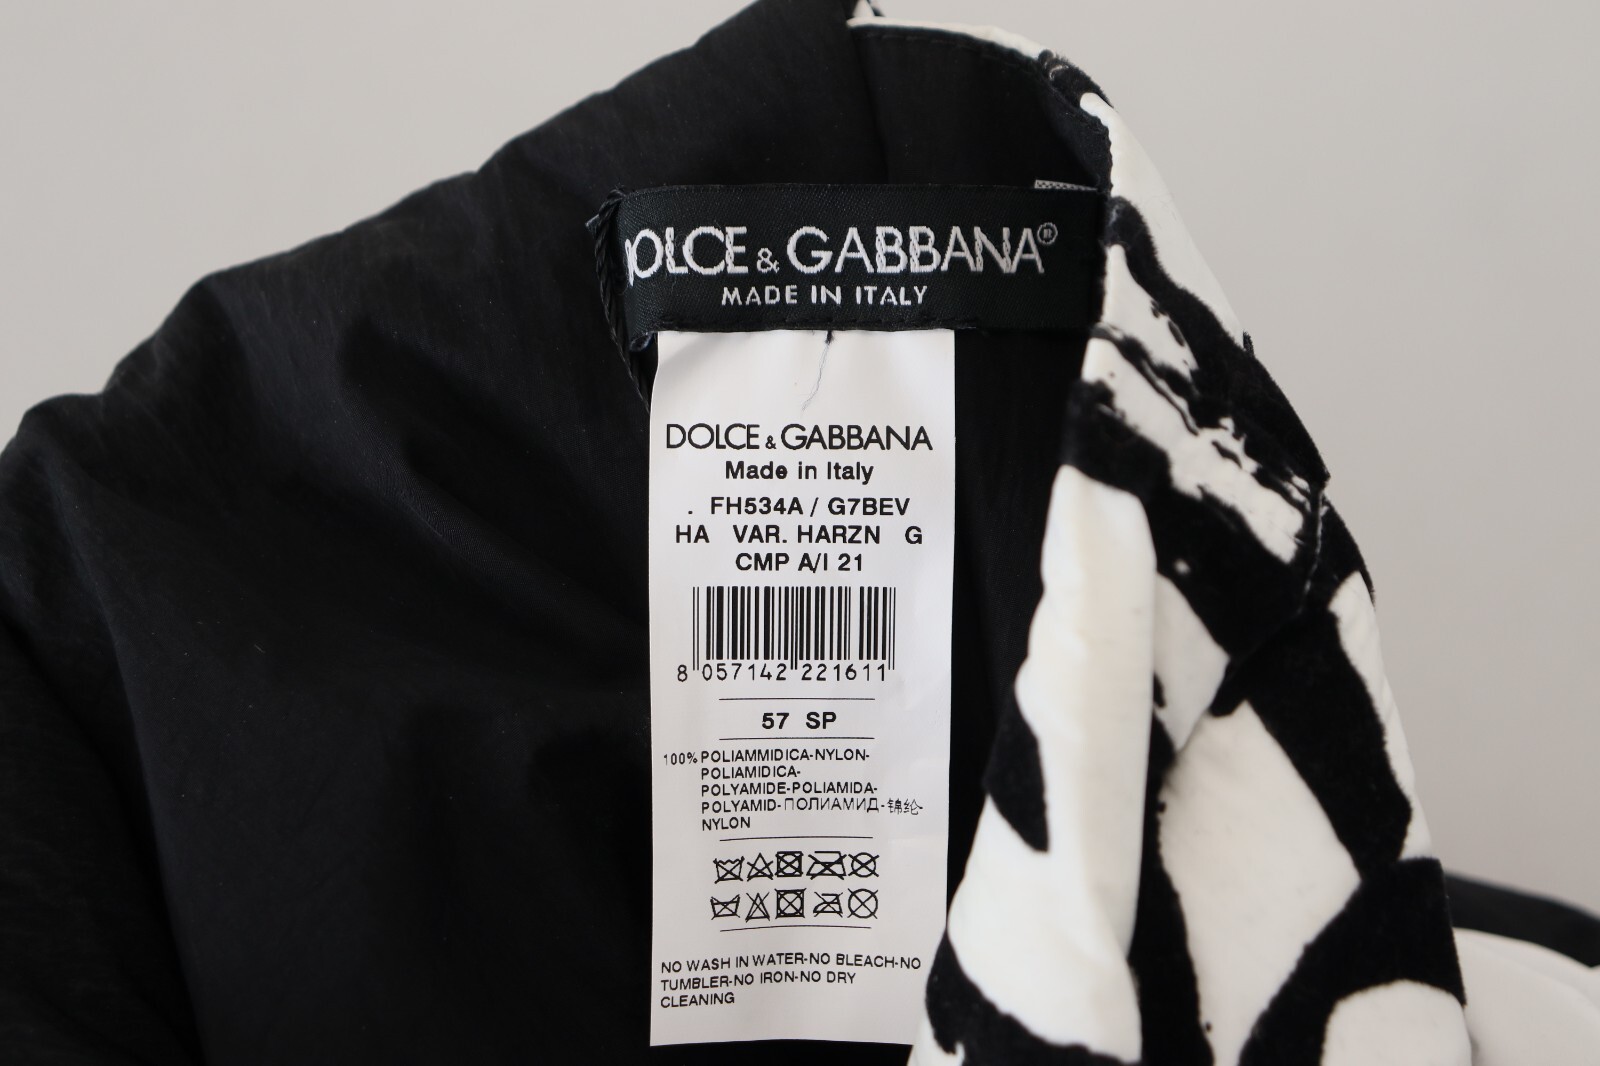 DOLCE & GABBANA®
MADE IN ITALY
DOLCE & GABBANA
Made in Italy
. FH534A / G7BEV
HA VAR. HARZN G
CMP A/I 21
8 057142 221611
57 SP
100% POLIAMMIDICA-NYLON-
POLIAMIDICA-
POLYAMIDE-POLIAMIDA-
POLYAMID-ПОЛИАМИД-锦纶-
NYLON
NO WASH IN WATER-NO BLEACH-NO
TUMBLER-NO IRON-NO DRY
CLEANING